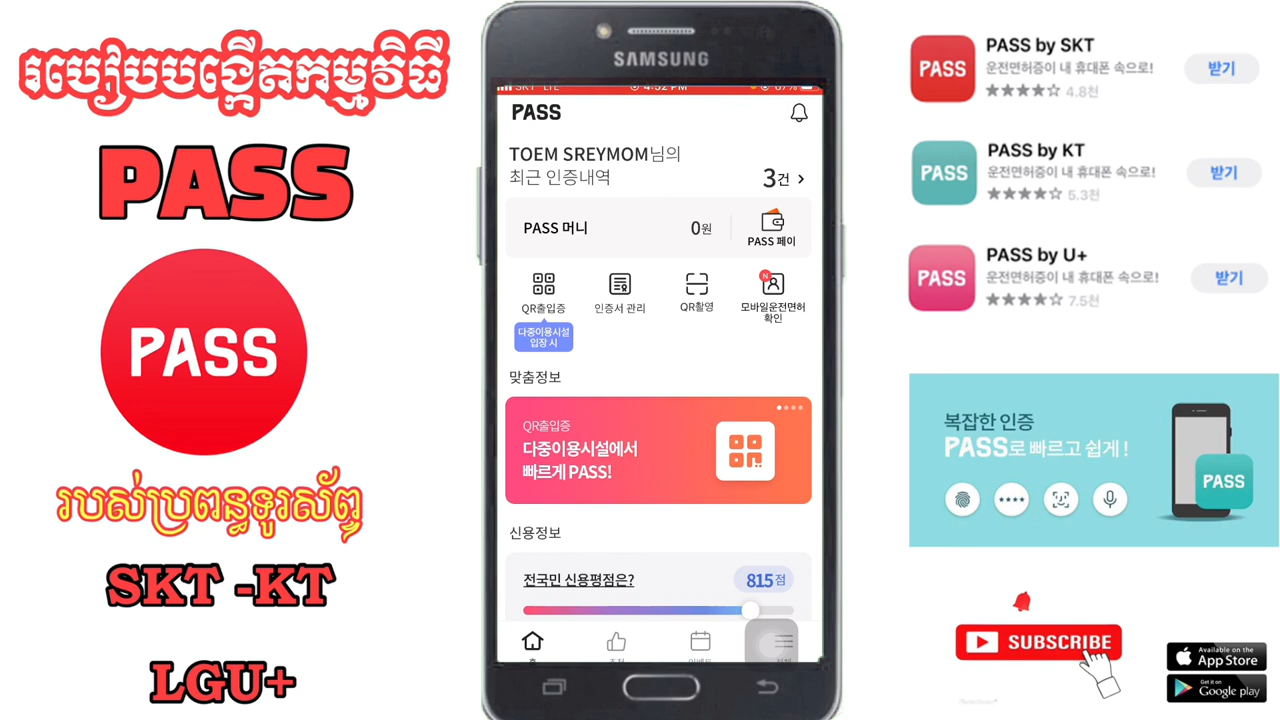 របៀបបង្កើតកម្មវិធី
PASS
PASS
របស់ប្រពន្ធទូរស័ព្ទ
SKT -KT
LGU+
SAMSUNG
SKT LTE 4:52 PM 67%
PASS
TOEM SREYMOM님의
최근 인증내역
3건
PASS 머니
0원
PASS 페이
QR출입증
인증서 관리
QR촬영
N
모바일운전면허
확인
다중이용시설
입장 시
맞춤정보
QR출입증
다중이용시설에서
빠르게 PASS!
신용정보
전국민 신용평점은?
815점
PASS
PASS by SKT
운전면허증이 내 휴대폰 속으로!
4.8천
받기
PASS
PASS by KT
운전면허증이 내 휴대폰 속으로!
5.3천
받기
PASS
PASS by U+
운전면허증이 내 휴대폰 속으로!
7.5천
받기
복잡한 인증
PASS로 빠르고 쉽게!
PASS
SUBSCRIBE
Available on the
App Store
Get it on
Google play